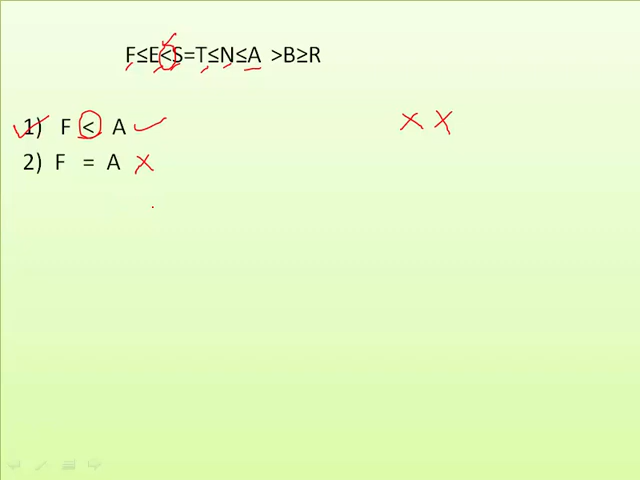 F≤E<S=T≤N≤A >B≥R
1) F < A
2) F = A